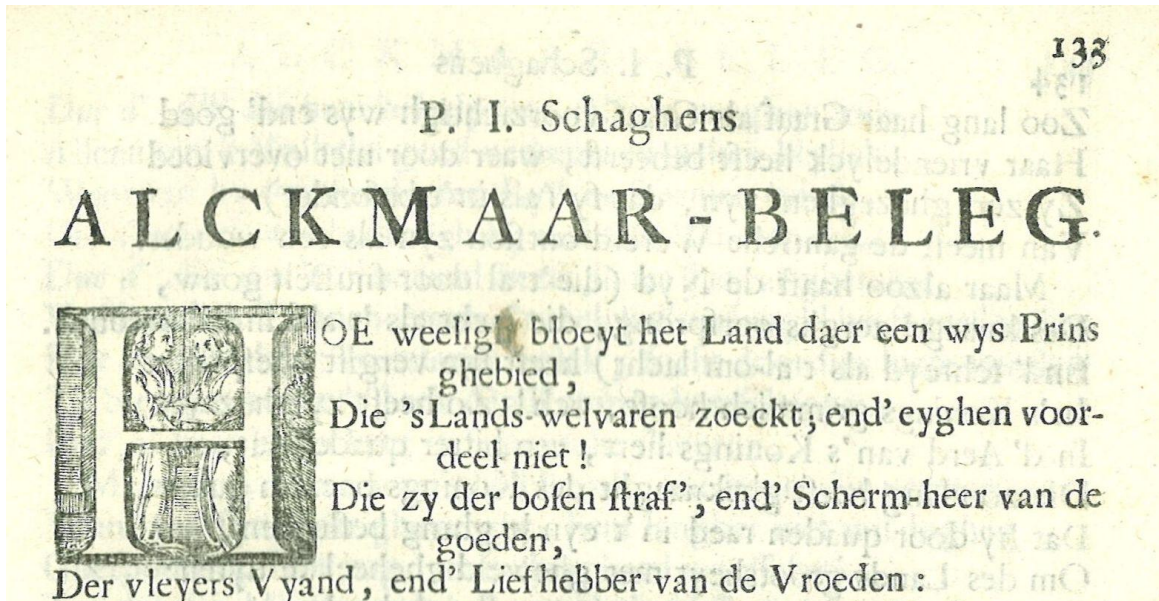 133
P. I. Schaghens
ALCKMAAR-BELEG.
HOE weeligh bloeyt het Land daer een wys Prins
ghebied,
Die 's Lands-welvaren zoeckt; end' eyghen voor-
deel niet!
Die zy der bosen straf', end' Scherm-heer van de
goeden,
Der vleyers Vyand, end' Liefhebber van de Vroeden: